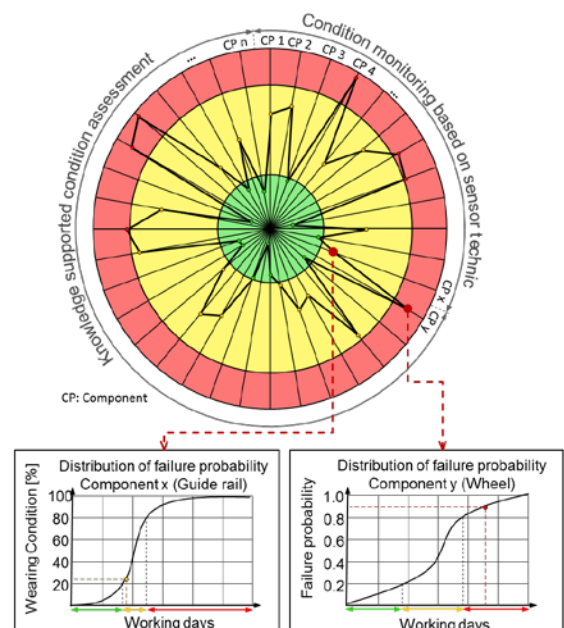 Knowledge supported condition assessment
Condition monitoring based on sensor technic
... CP n CP 1 CP 2 CP 3 CP 4 ...
CP x CP y
CP: Component
Distribution of failure probability
Component x (Guide rail)
Wearing Condition [%]
100
80
60
40
20
Working days
Distribution of failure probability
Component y (Wheel)
Failure probability
1.0
0.8
0.6
0.4
0.2
Working days